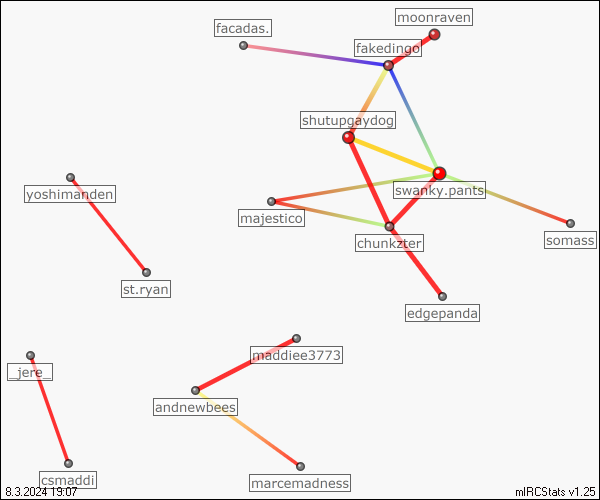 moonraven
facadas.
fakedingo
shutupgaydog
yoshimanden
swanky.pants
majestico
chunkzter
somass
st.ryan
edgepanda
maddiee3773
_jere_
andnewbees
csmaddi
marcemadness
8.3.2024 19:07
mIRCStats v1.25